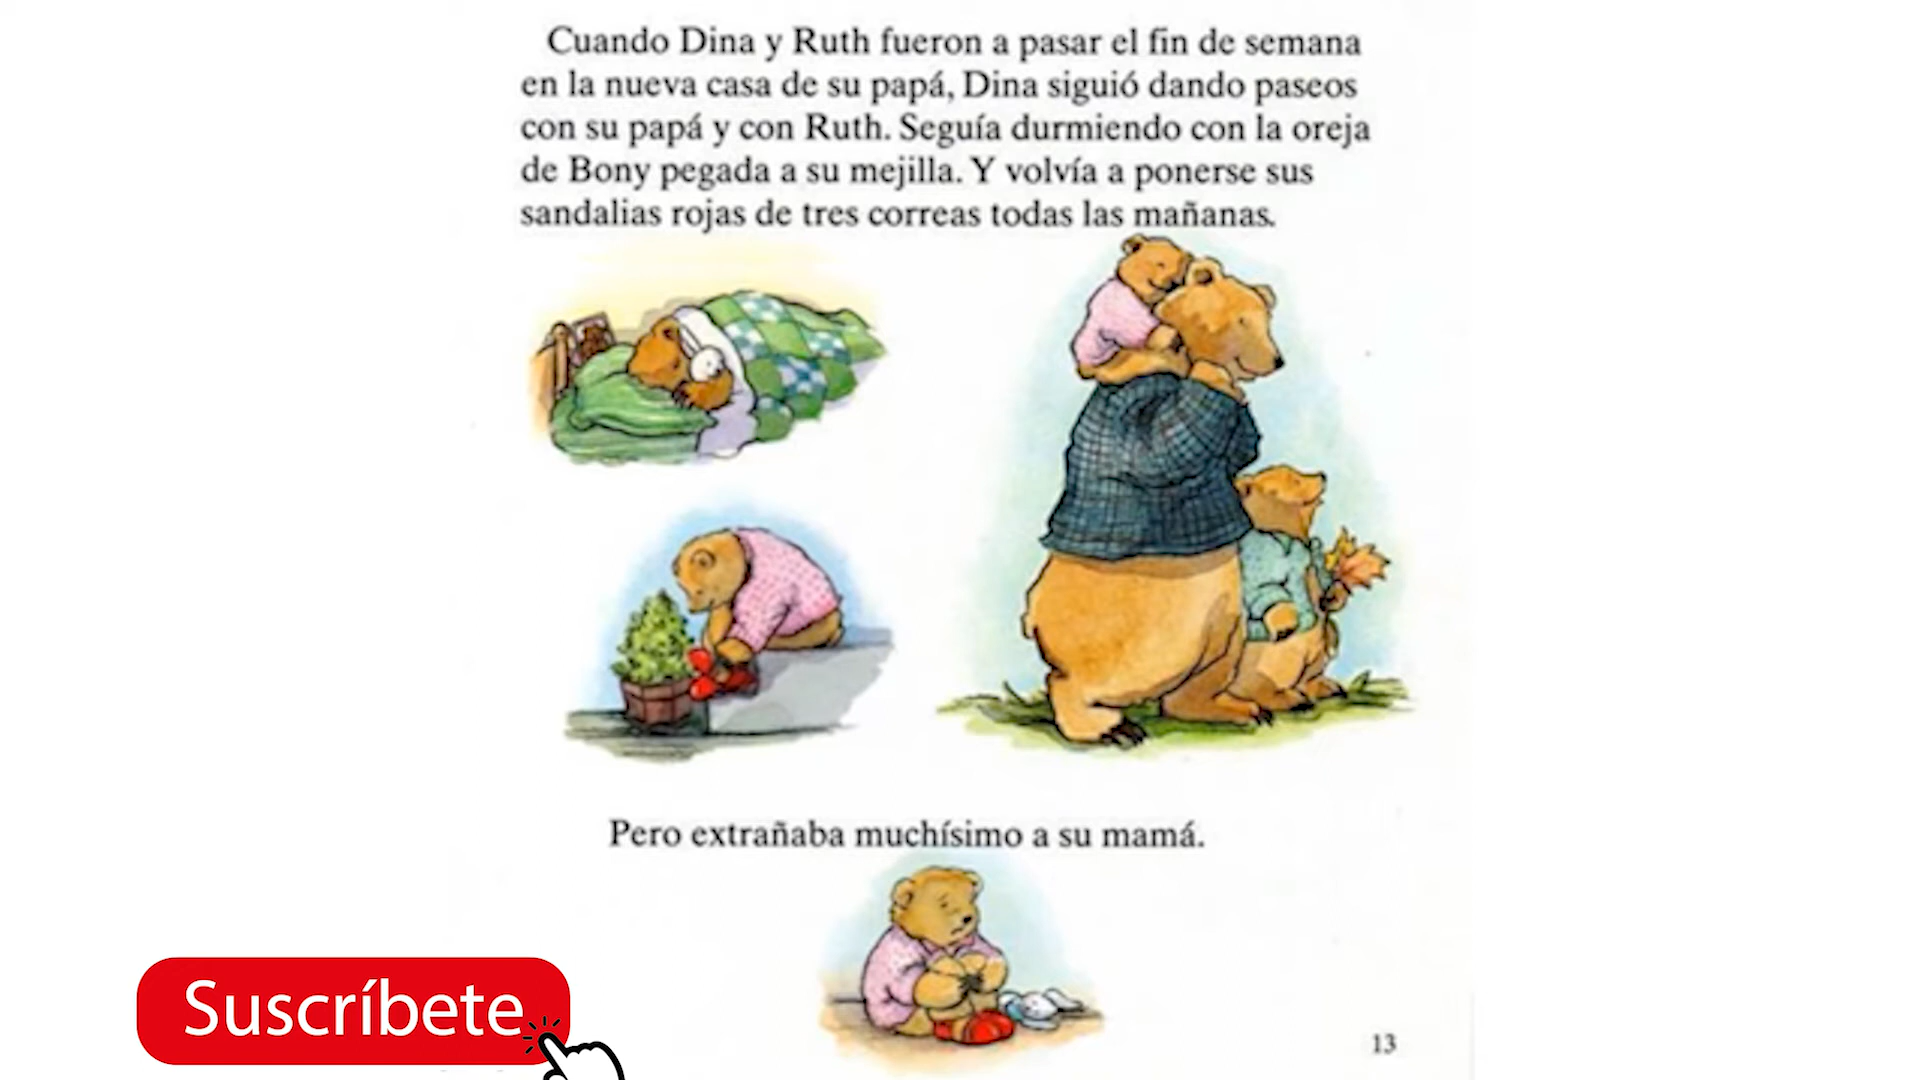 Cuando Dina y Ruth fueron a pasar el fin de semana
en la nueva casa de su papá, Dina siguió dando paseos
con su papá y con Ruth. Seguía durmiendo con la oreja
de Bony pegada a su mejilla. Y volvía a ponerse sus
sandalias rojas de tres correas todas las mañanas.
Pero extrañaba muchísimo a su mamá.
Suscríbete
13